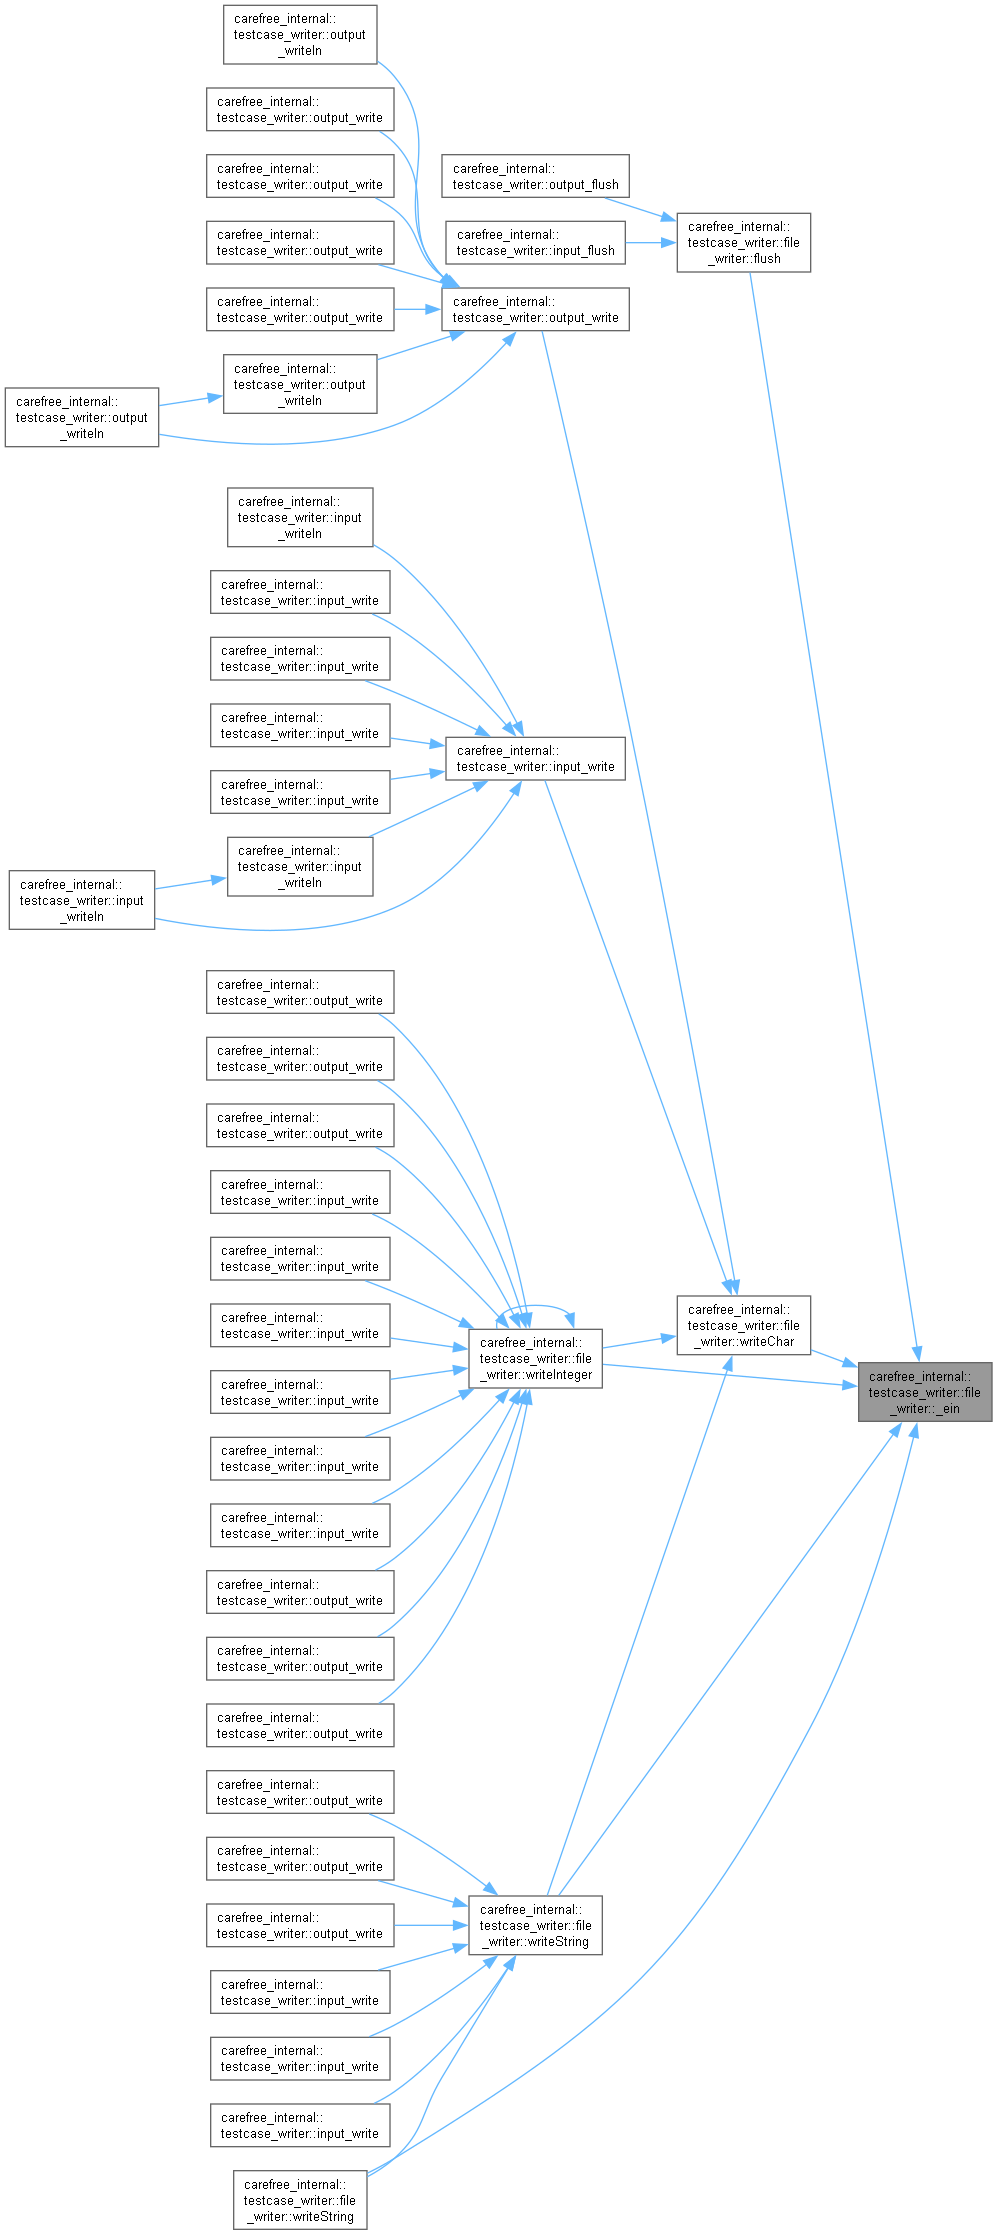 carefree_internal::
testcase_writer::output
_writeln
carefree_internal::
testcase_writer::output_write
carefree_internal::
testcase_writer::output_write
carefree_internal::
testcase_writer::output_flush
carefree_internal::
testcase_writer::file
_writer::flush
carefree_internal::
testcase_writer::output_write
carefree_internal::
testcase_writer::input_flush
carefree_internal::
testcase_writer::output_write
carefree_internal::
testcase_writer::output_write
carefree_internal::
testcase_writer::output
_writeln
carefree_internal::
testcase_writer::output
_writeln
carefree_internal::
testcase_writer::input
_writeln
carefree_internal::
testcase_writer::input_write
carefree_internal::
testcase_writer::input_write
carefree_internal::
testcase_writer::input_write
carefree_internal::
testcase_writer::input_write
carefree_internal::
testcase_writer::input_write
carefree_internal::
testcase_writer::input
_writeln
carefree_internal::
testcase_writer::input
_writeln
carefree_internal::
testcase_writer::output_write
carefree_internal::
testcase_writer::output_write
carefree_internal::
testcase_writer::output_write
carefree_internal::
testcase_writer::input_write
carefree_internal::
testcase_writer::input_write
carefree_internal::
testcase_writer::file
_writer::writeChar
carefree_internal::
testcase_writer::input_write
carefree_internal::
testcase_writer::file
_writer::writeInteger
carefree_internal::
testcase_writer::file
_writer::_ein
carefree_internal::
testcase_writer::input_write
carefree_internal::
testcase_writer::input_write
carefree_internal::
testcase_writer::input_write
carefree_internal::
testcase_writer::output_write
carefree_internal::
testcase_writer::output_write
carefree_internal::
testcase_writer::output_write
carefree_internal::
testcase_writer::output_write
carefree_internal::
testcase_writer::output_write
carefree_internal::
testcase_writer::file
_writer::writeString
carefree_internal::
testcase_writer::output_write
carefree_internal::
testcase_writer::input_write
carefree_internal::
testcase_writer::input_write
carefree_internal::
testcase_writer::input_write
carefree_internal::
testcase_writer::file
_writer::writeString